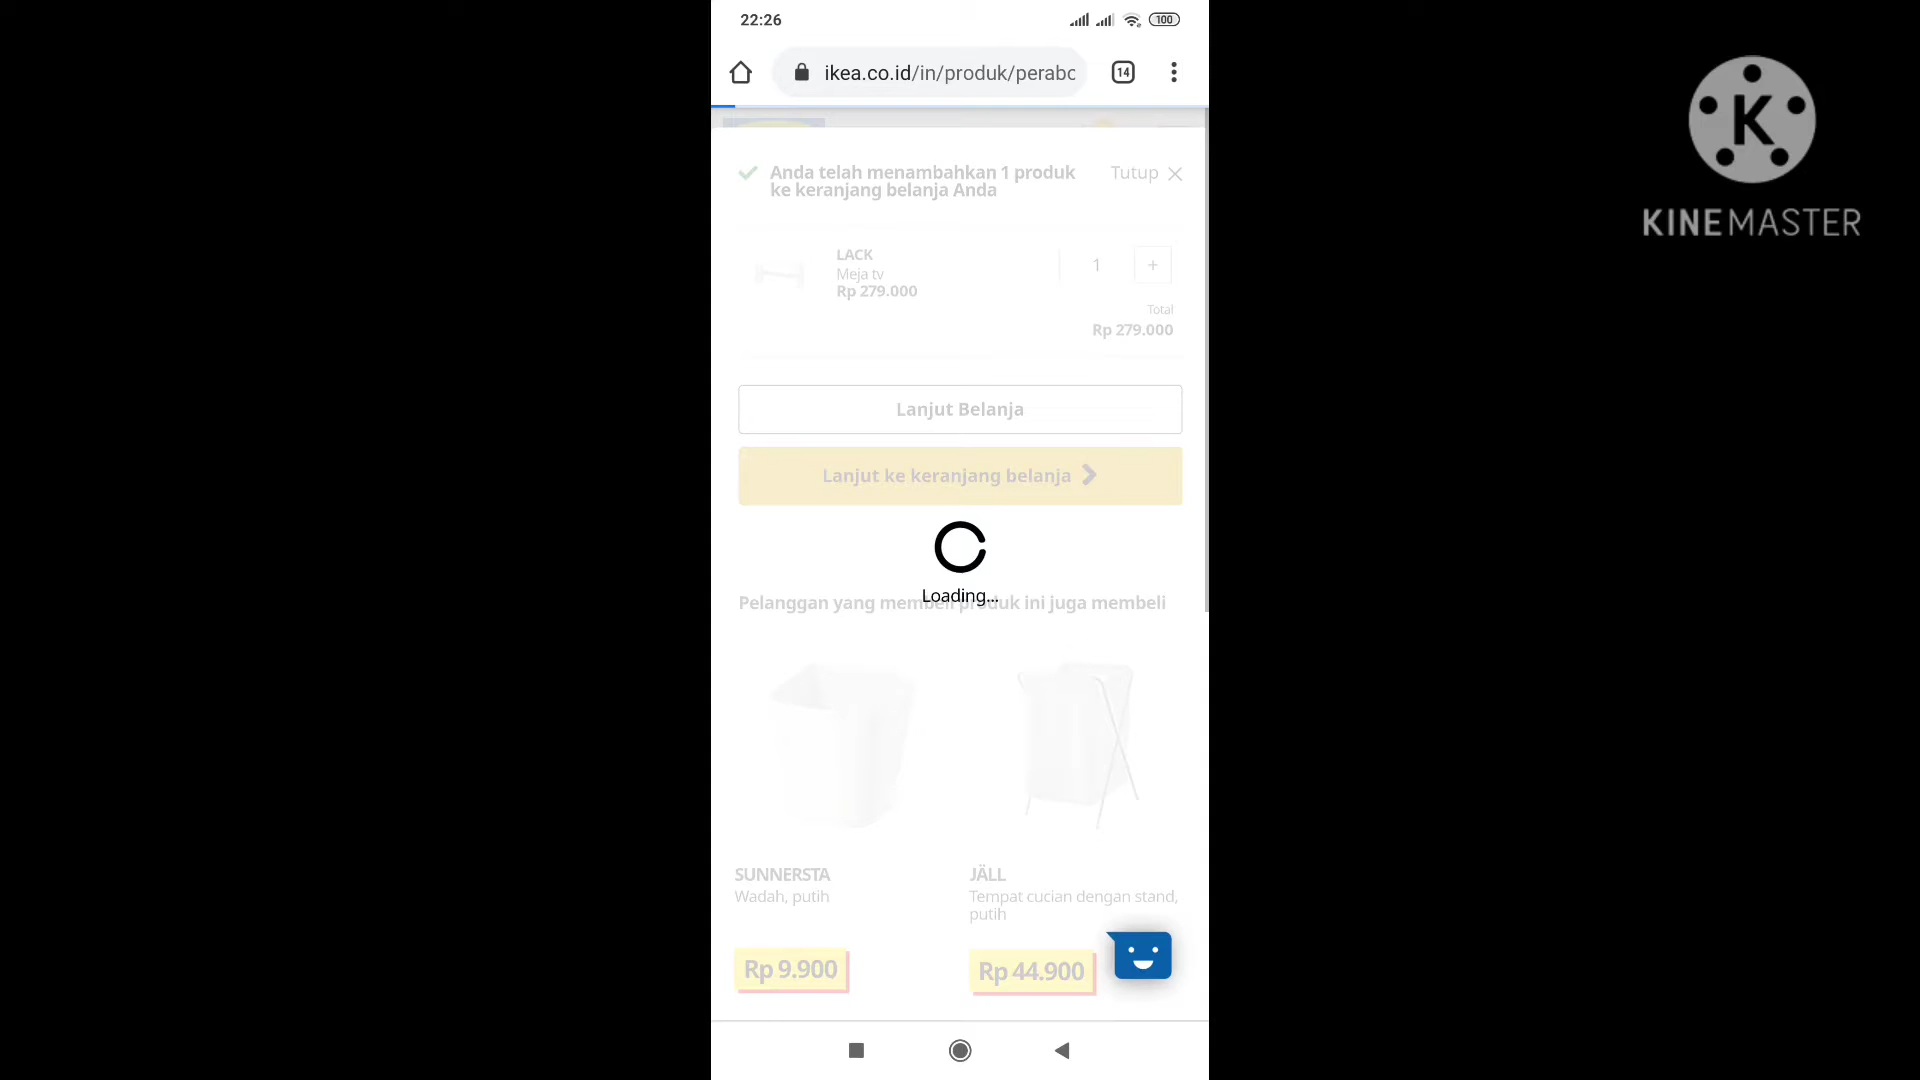 22:26
100
ikea.co.id/in/produk/perabo
14
K
KINEMASTER
Anda telah menambahkan 1 produk
ke keranjang belanja Anda
Tutup
LACK
Meja tv
Rp 279.000
1
+
Total
Rp 279.000
Lanjut Belanja
Lanjut ke keranjang belanja
Loading...
Pelanggan yang membeli produk ini juga membeli
SUNNERSTA
Wadah, putih
Rp 9.900
JÄLL
Tempat cucian dengan stand,
putih
Rp 44.900